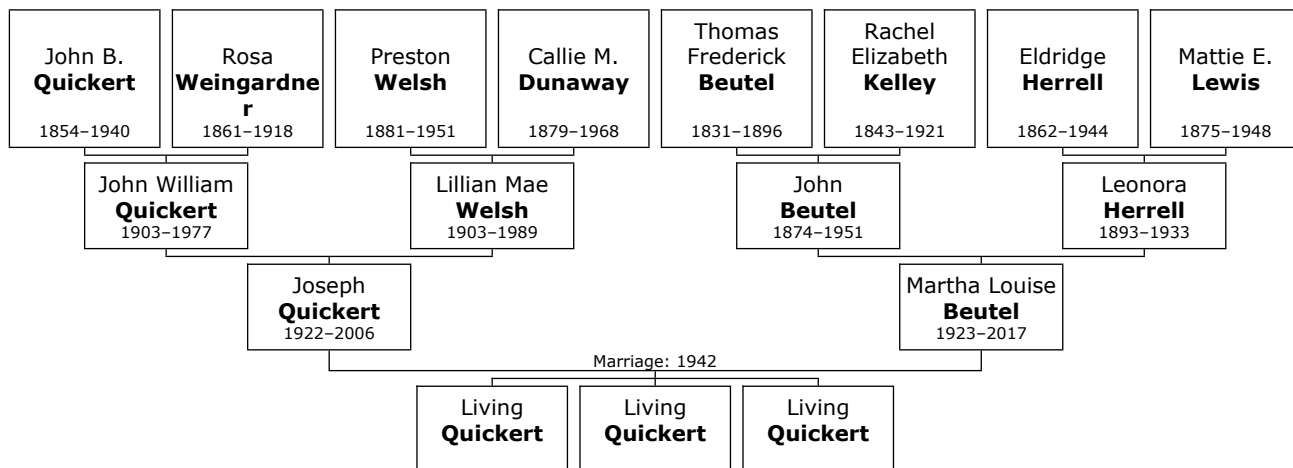 John B.
Quickert
1854–1940
Rosa
Weingardne
r
1861–1918
Preston
Welsh
1881–1951
Callie M.
Dunaway
1879–1968
Thomas
Frederick
Beutel
1831–1896
Rachel
Elizabeth
Kelley
1843–1921
Eldridge
Herrell
1862–1944
Mattie E.
Lewis
1875–1948
John William
Quickert
1903–1977
Lillian Mae
Welsh
1903–1989
John
Beutel
1874–1951
Leonora
Herrell
1893–1933
Joseph
Quickert
1922–2006
Martha Louise
Beutel
1923–2017
Marriage: 1942
Living
Quickert
Living
Quickert
Living
Quickert